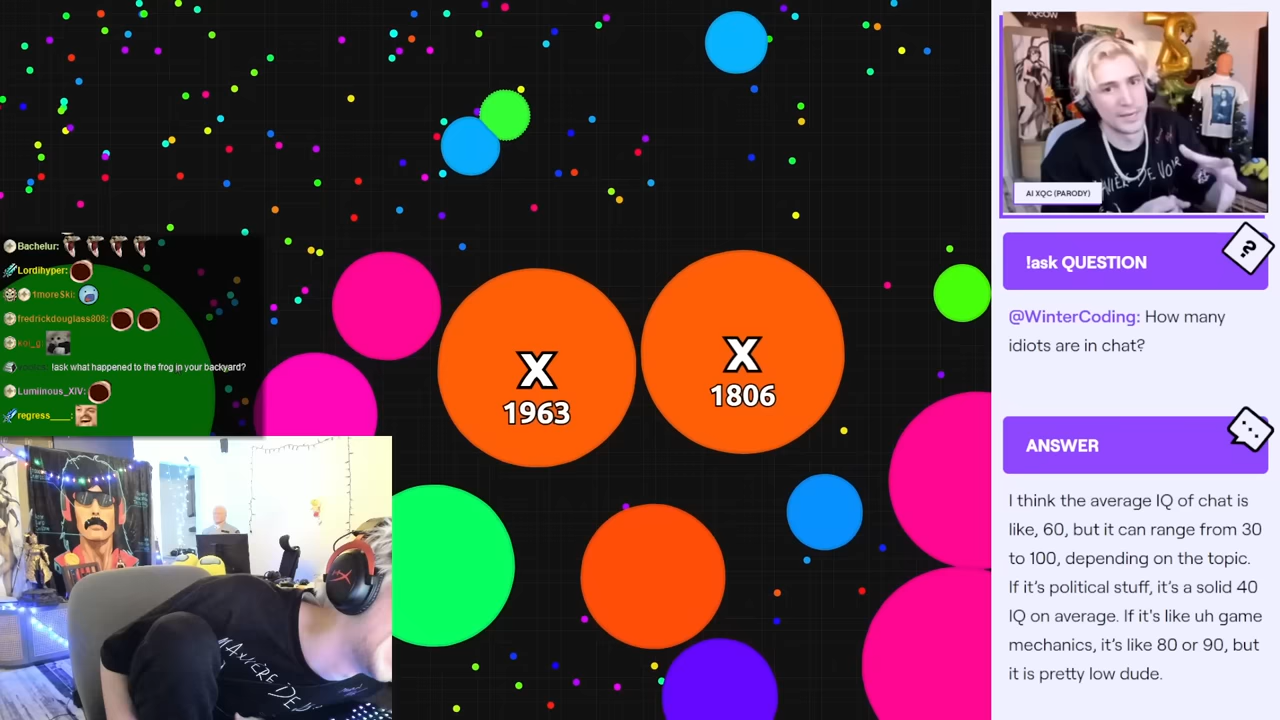 Bachelur:
Lordihyper:
1moreSki:
fredrickdouglass808:
koi_g:
!ask what happened to the frog in your backyard?
Lumiinous_XIV:
regress____:
X
1963
X
1806
AI XQC (PARODY)
!ask QUESTION
?
@WinterCoding: How many
idiots are in chat?
ANSWER
I think the average IQ of chat is
like, 60, but it can range from 30
to 100, depending on the topic.
If it's political stuff, it's a solid 40
IQ on average. If it's like uh game
mechanics, it's like 80 or 90, but
it is pretty low dude.